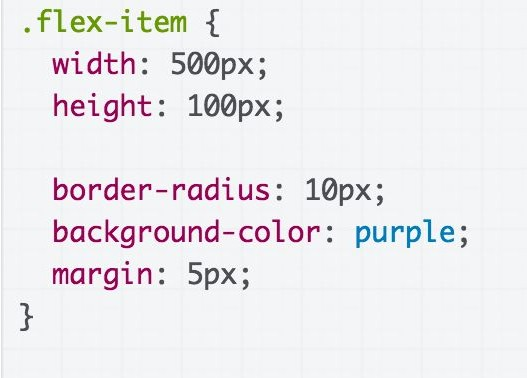 .flex-item {
width: 500px;
height: 100px;
border-radius: 10px;
background-color: purple;
margin: 5px;
}